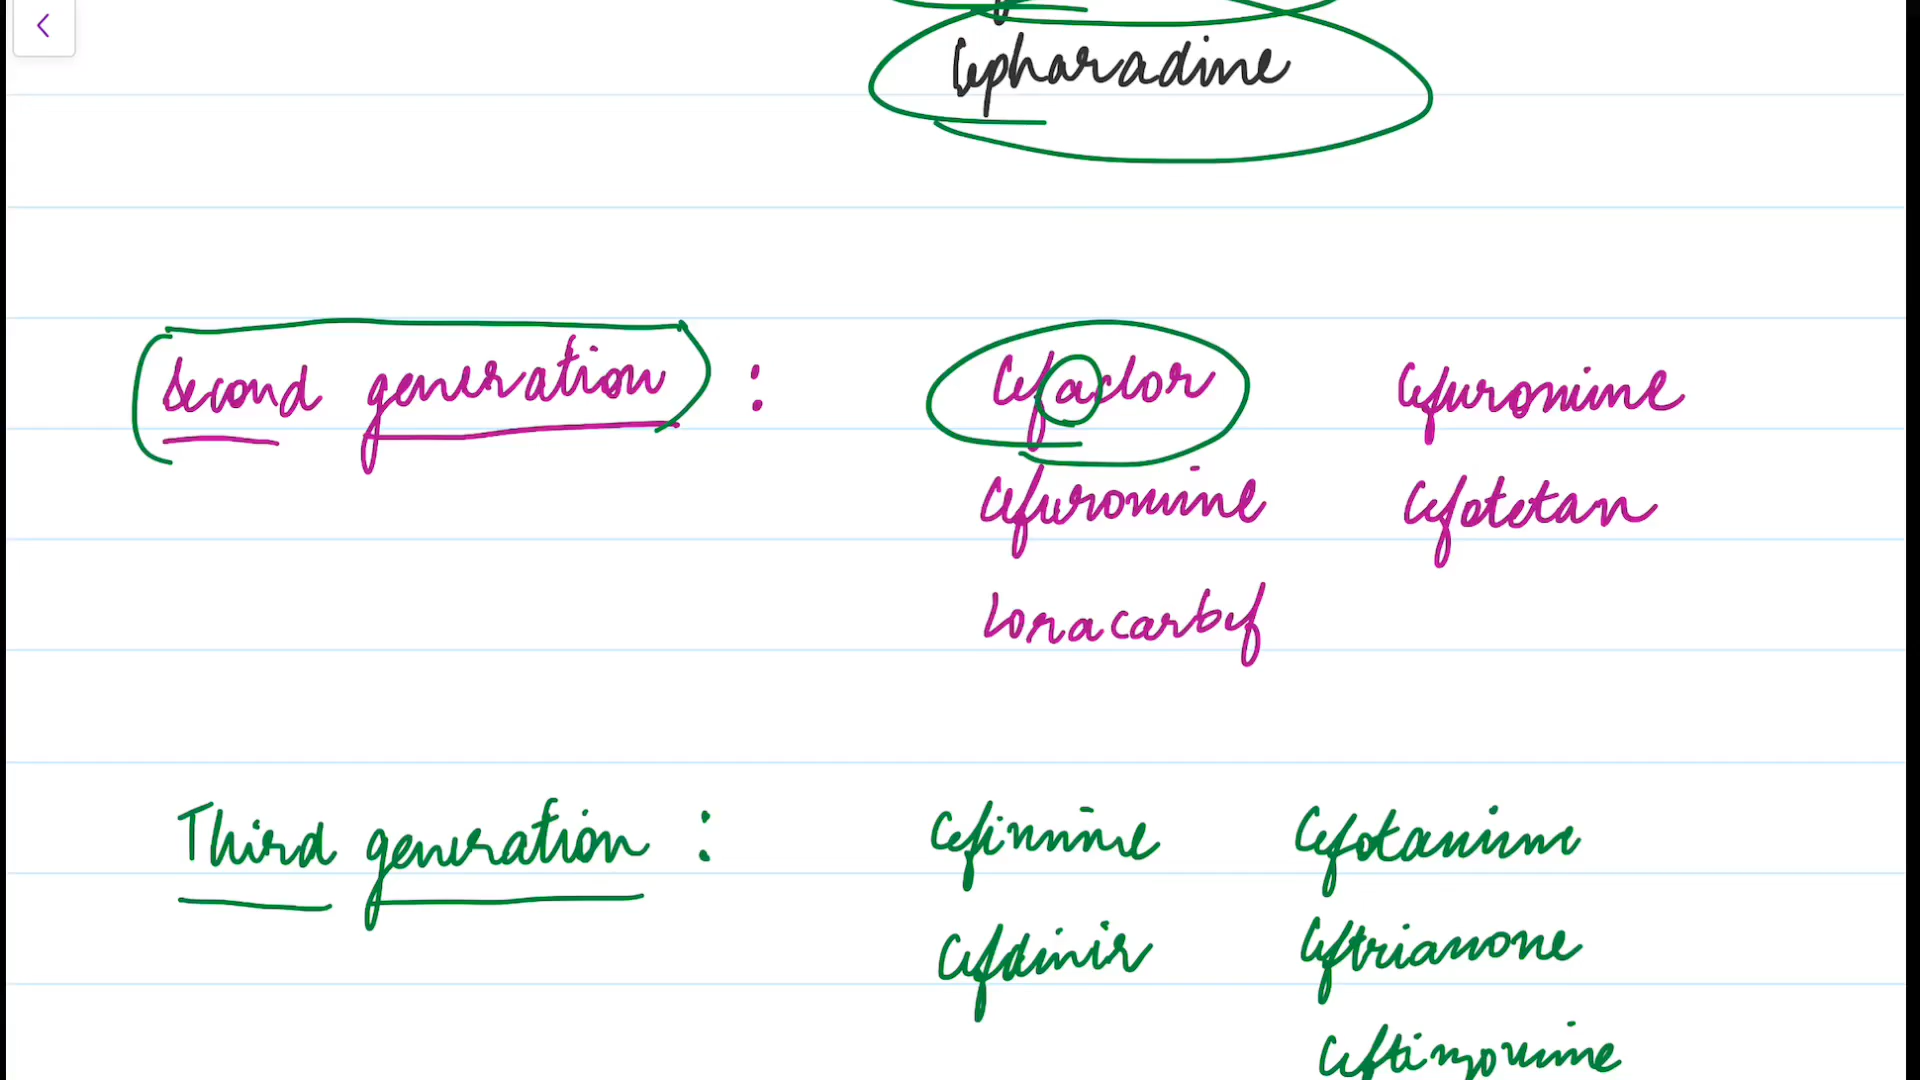 Cepharadine
Second generation : Cefaclor Cefuroxime
Cefuroxime Cefotetan
Loracarbef
Third generation : Cefixime Cefotaxime
Cefdinir Ceftriaxone
Ceftizoxime